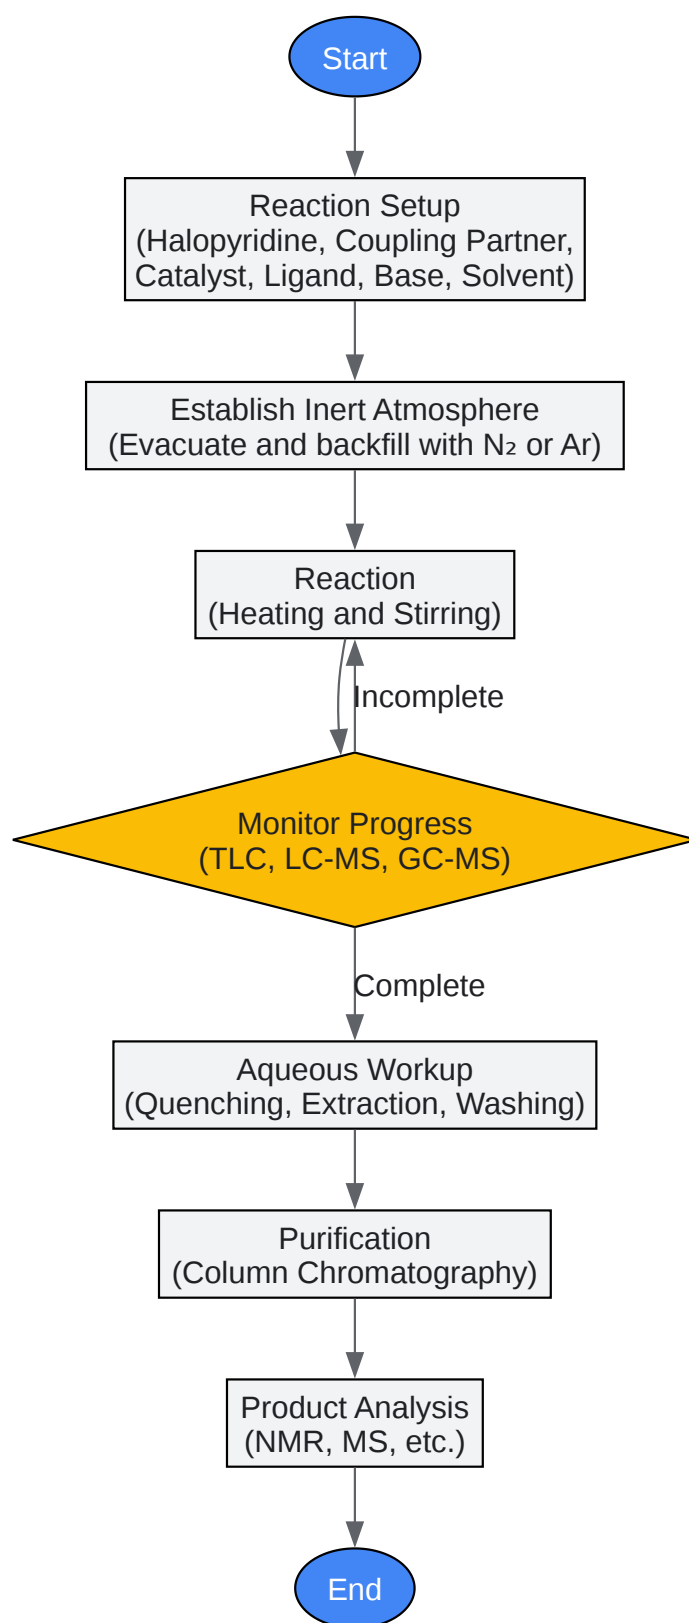 Start
Reaction Setup
(Halopyridine, Coupling Partner,
Catalyst, Ligand, Base, Solvent)
Establish Inert Atmosphere
(Evacuate and backfill with N₂ or Ar)
Reaction
(Heating and Stirring)
Incomplete
Monitor Progress
(TLC, LC-MS, GC-MS)
Complete
Aqueous Workup
(Quenching, Extraction, Washing)
Purification
(Column Chromatography)
Product Analysis
(NMR, MS, etc.)
End